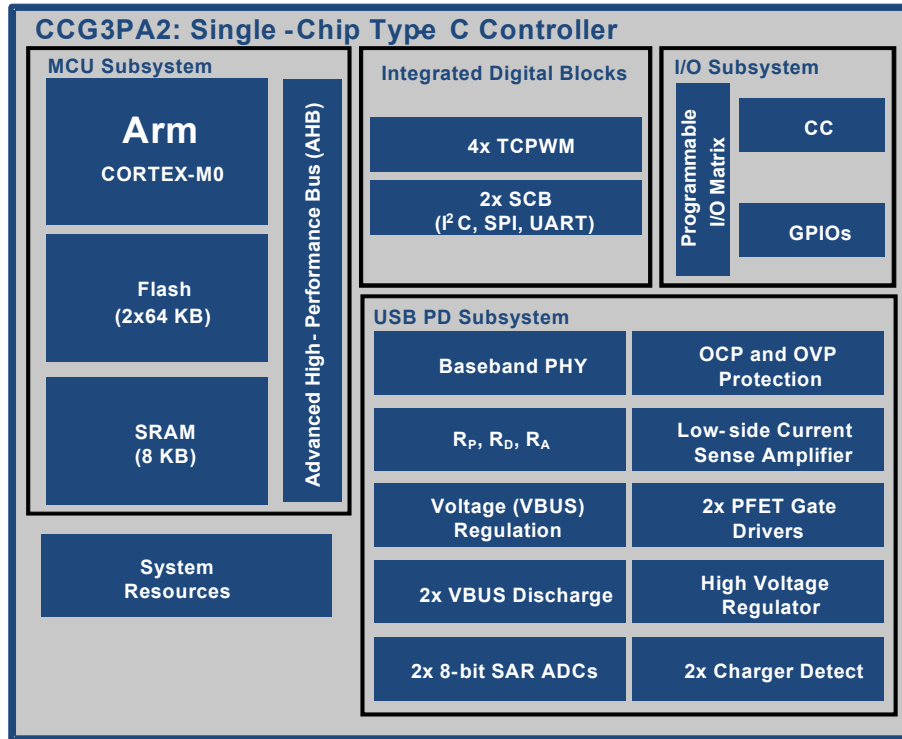 CCG3PA2: Single -Chip Type C Controller
MCU Subsystem
Arm
CORTEX-M0
Flash
(2x64 KB)
SRAM
(8 KB)
Advanced High- Performance Bus (AHB)
System
Resources
Integrated Digital Blocks
4x TCPWM
2x SCB
(I²C, SPI, UART)
I/O Subsystem
Programmable
I/O Matrix
CC
GPIOs
USB PD Subsystem
Baseband PHY
OCP and OVP
Protection
RP, RD, RA
Low-side Current
Sense Amplifier
Voltage (VBUS)
Regulation
2x PFET Gate
Drivers
2x VBUS Discharge
High Voltage
Regulator
2x 8-bit SAR ADCs
2x Charger Detect